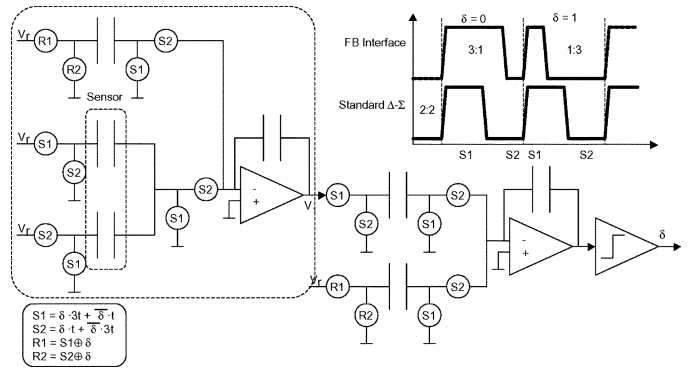 Vr
R1
S2
R2
S1
Sensor
Vr
S1
S2
S2
S1
Vr
S2
S1
-
+
V
δ = 0
δ = 1
FB Interface
3:1
1:3
Standard Δ-Σ
2:2
S1
S2
S1
S2
S1
S2
S2
S1
Vr
R1
S2
R2
S1
-
+
δ
S1 = δ ·3t + δ̅ ·t
S2 = δ ·t + δ̅ ·3t
R1 = S1⊕ δ
R2 = S2⊕ δ